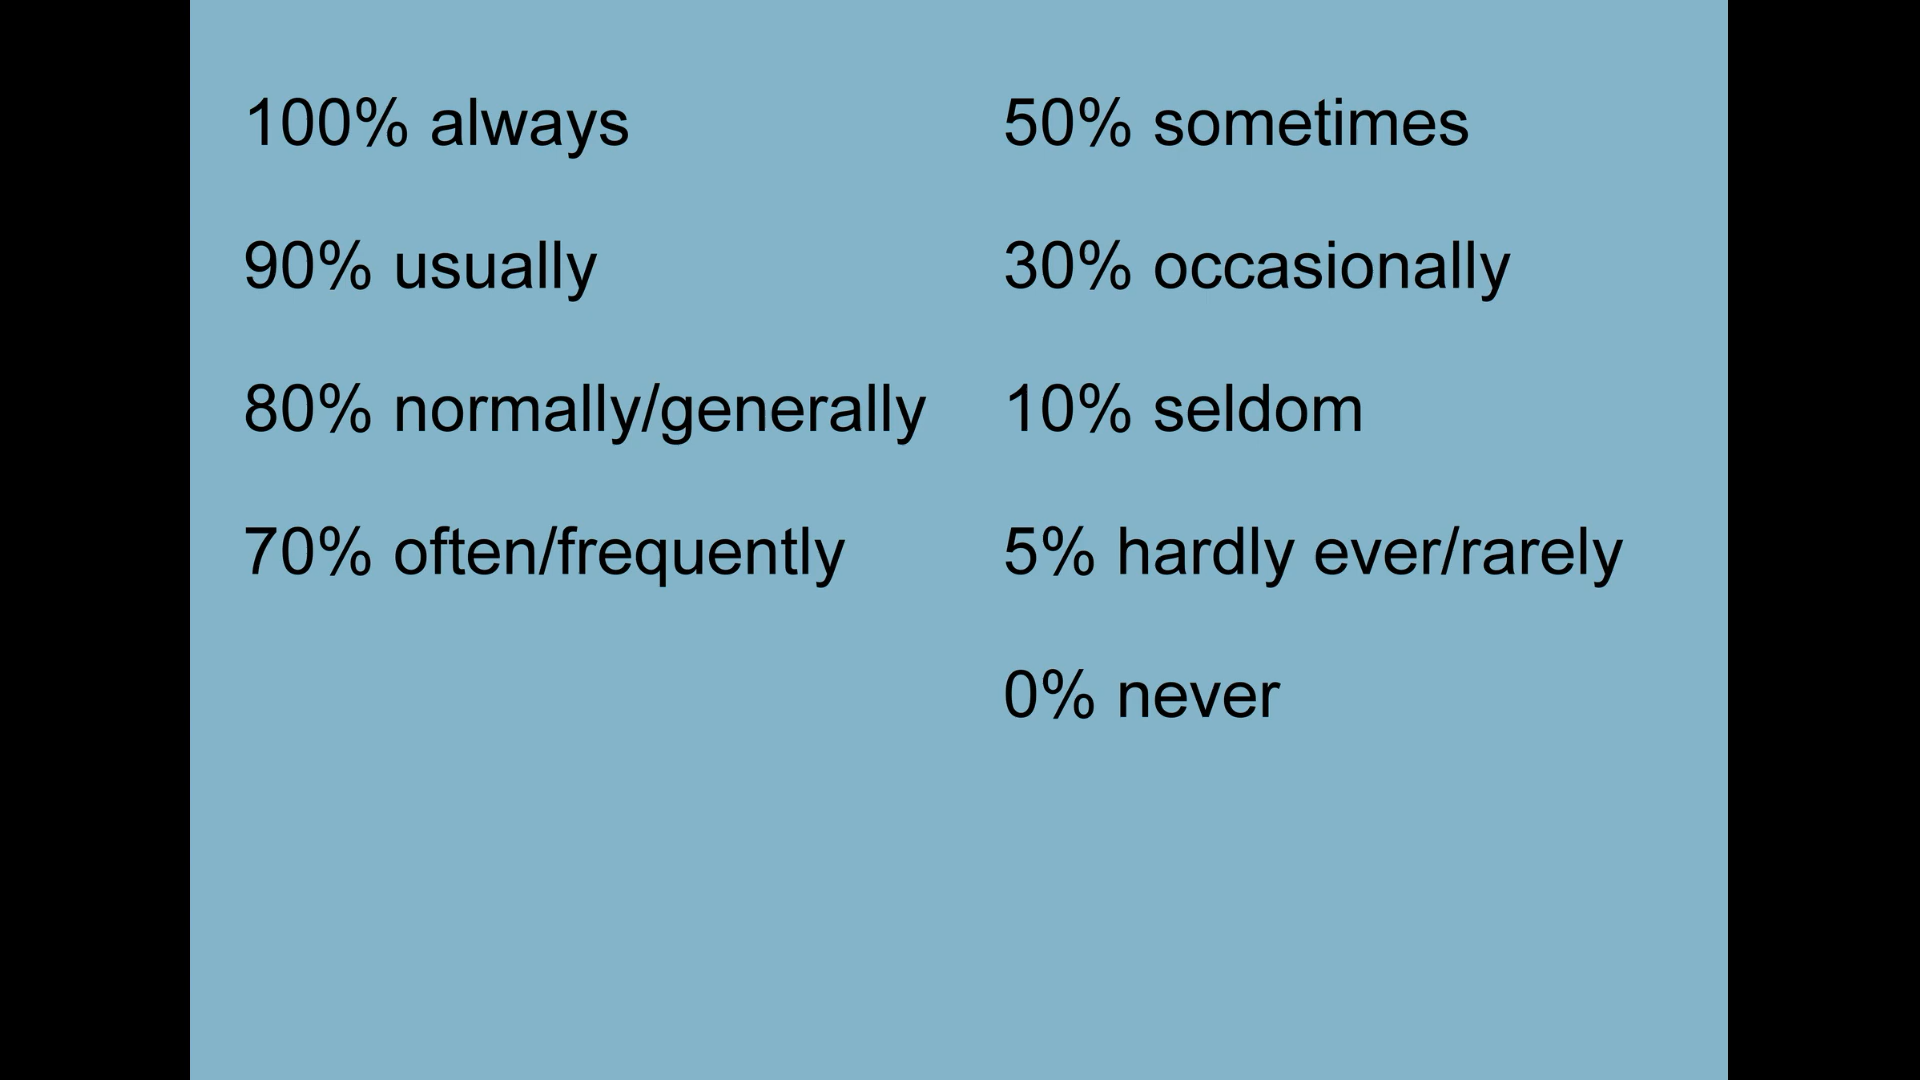 100% always
90% usually
80% normally/generally
70% often/frequently
50% sometimes
30% occasionally
10% seldom
5% hardly ever/rarely
0% never